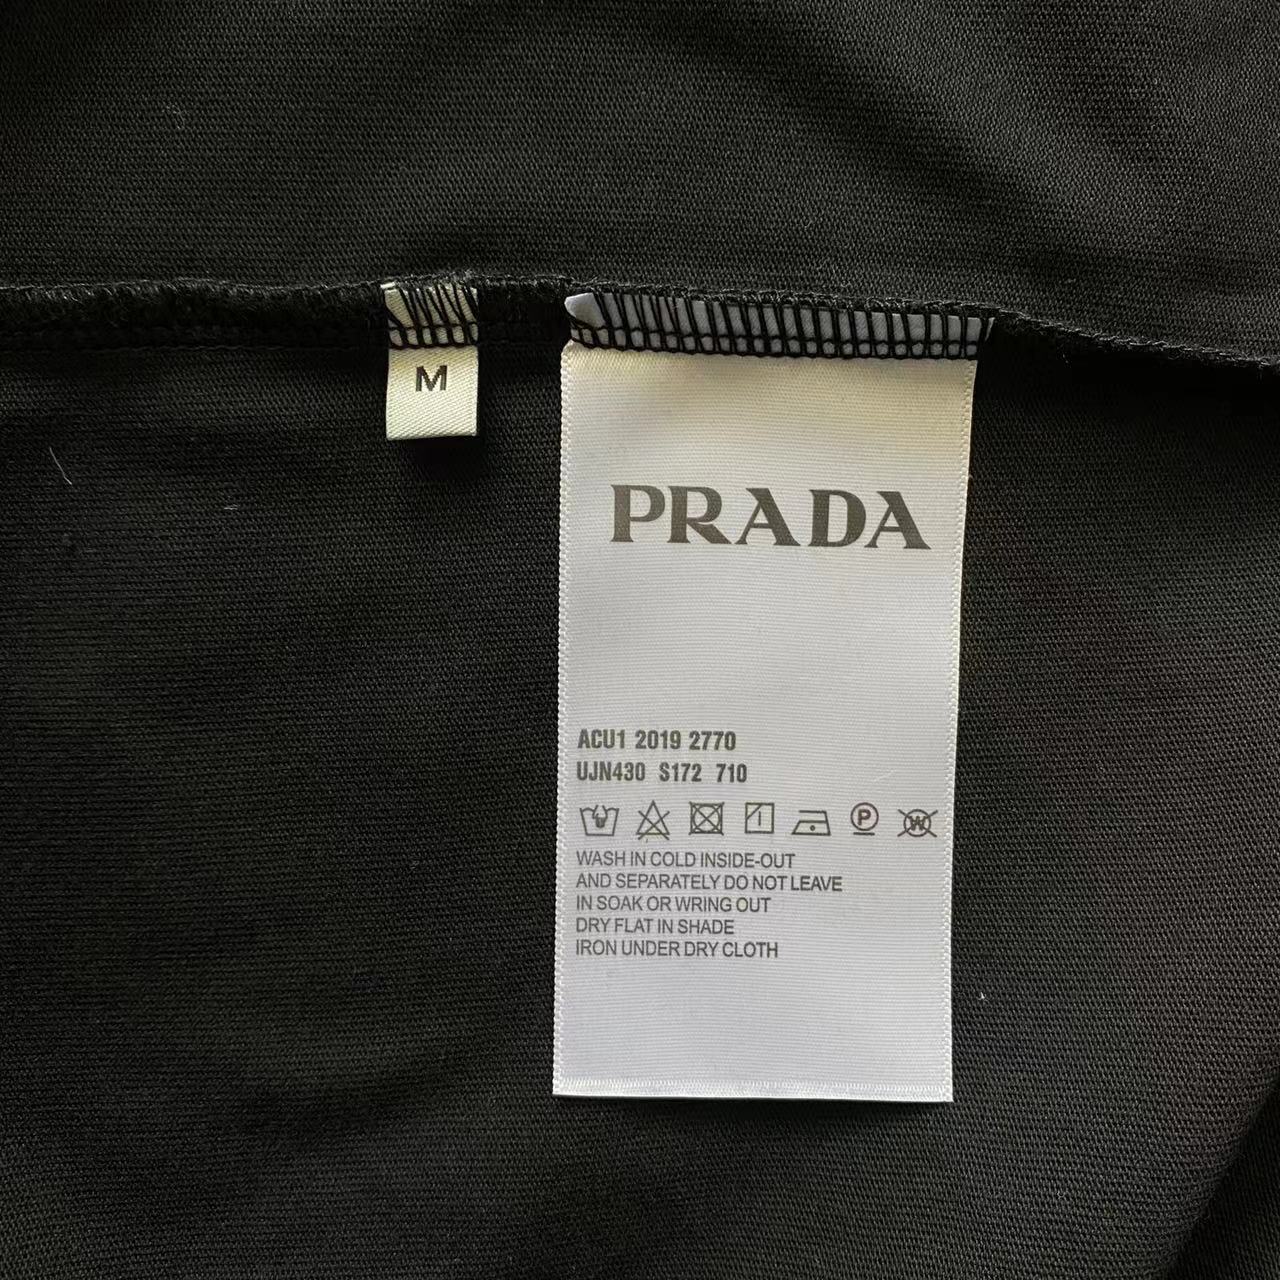 M
PRADA
ACU1 2019 2770
UJN430 S172 710
P W
WASH IN COLD INSIDE-OUT
AND SEPARATELY DO NOT LEAVE
IN SOAK OR WRING OUT
DRY FLAT IN SHADE
IRON UNDER DRY CLOTH